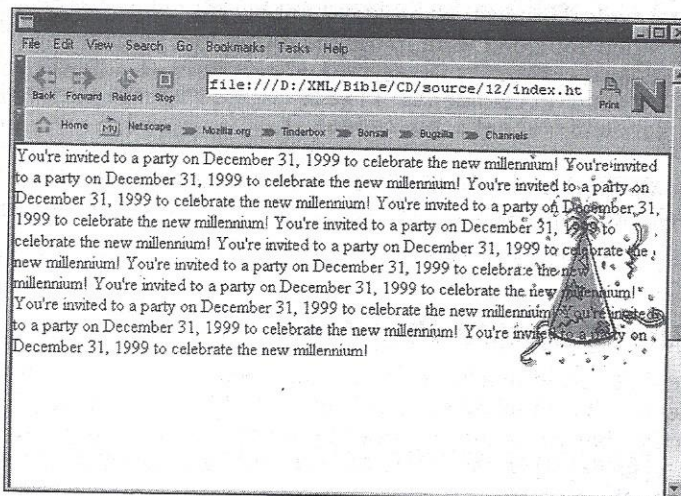 File Edit View Search Go Bookmarks Tasks Help
file:///D:/XML/Bible/CD/source/12/index.ht
Back Forward Reload Stop Print N
Home My Netscape Mozilla.org Tinderbox Bonsai Bugzilla Channels
You're invited to a party on December 31, 1999 to celebrate the new millennium! You're invited
to a party on December 31, 1999 to celebrate the new millennium! You're invited to a party on
December 31, 1999 to celebrate the new millennium! You're invited to a party on December 31,
1999 to celebrate the new millennium! You're invited to a party on December 31, 1999 to
celebrate the new millennium! You're invited to a party on December 31, 1999 to celebrate the
new millennium! You're invited to a party on December 31, 1999 to celebrate the new
millennium! You're invited to a party on December 31, 1999 to celebrate the new millennium!
You're invited to a party on December 31, 1999 to celebrate the new millennium! You're invited
to a party on December 31, 1999 to celebrate the new millennium! You're invited to a party on
December 31, 1999 to celebrate the new millennium!